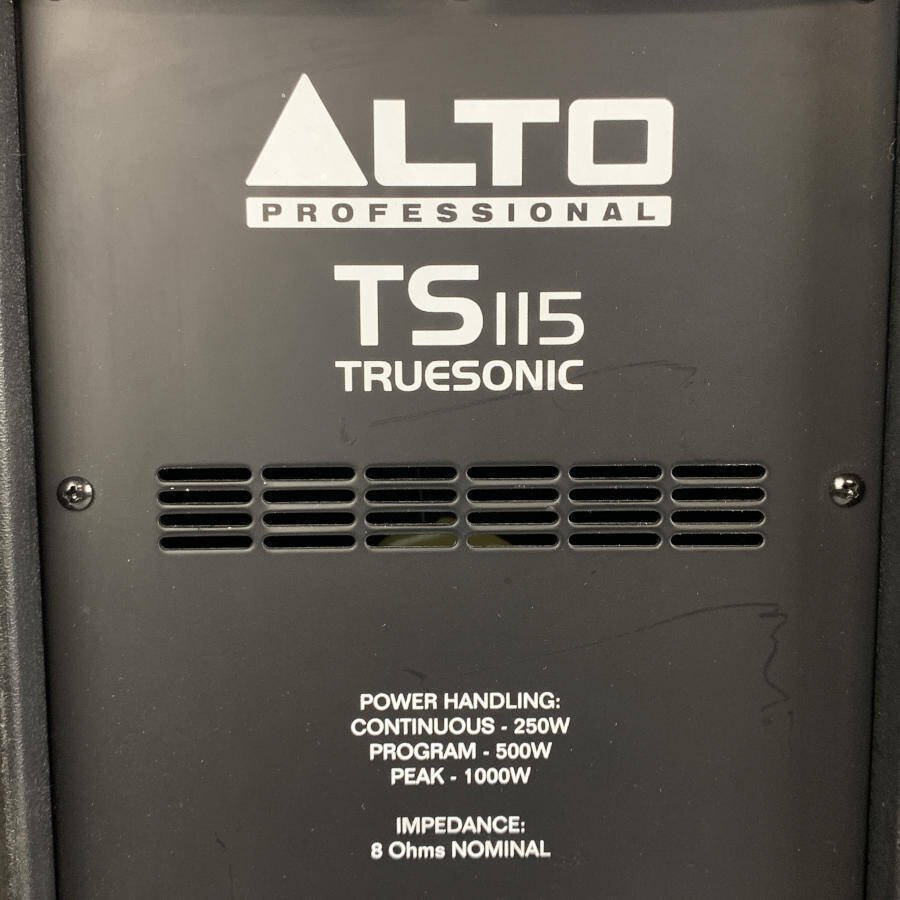 ALTO
PROFESSIONAL
TS115
TRUESONIC
POWER HANDLING:
CONTINUOUS - 250W
PROGRAM - 500W
PEAK - 1000W
IMPEDANCE:
8 Ohms NOMINAL